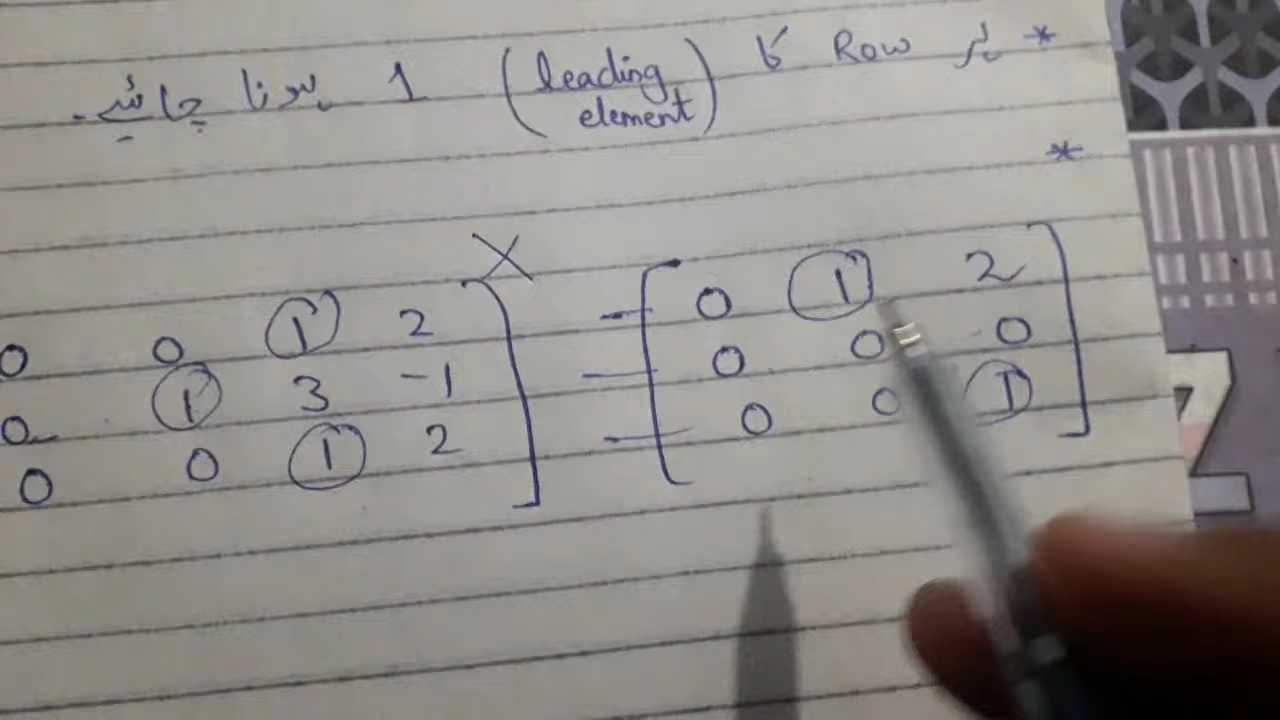 * ہر Row کا (leading element) 1 ہونا چاہئیے۔
*
X
0 0 1 2
0 1 3 -1
0 0 1 2
0 1 2
0 0 0
0 0 1